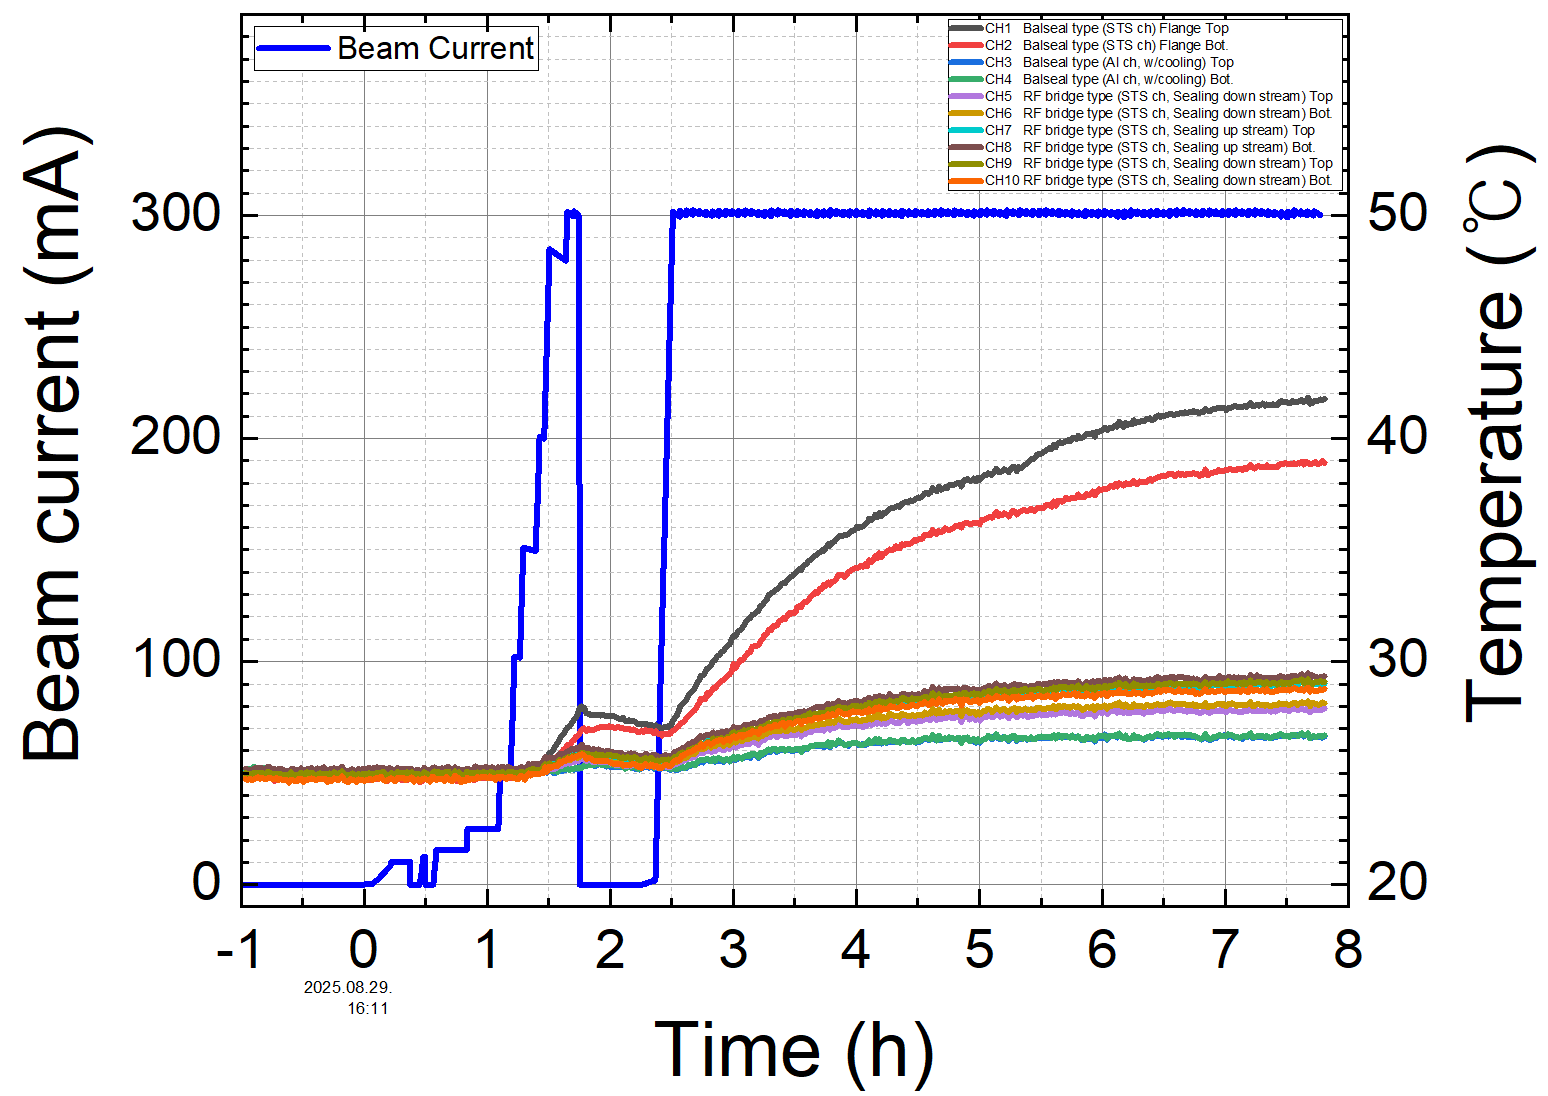 Beam Current
CH1 Balseal type (STS ch) Flange Top
CH2 Balseal type (STS ch) Flange Bot.
CH3 Balseal type (Al ch, w/cooling) Top
CH4 Balseal type (Al ch, w/cooling) Bot.
CH5 RF bridge type (STS ch, Sealing down stream) Top
CH6 RF bridge type (STS ch, Sealing down stream) Bot.
CH7 RF bridge type (STS ch, Sealing up stream) Top
CH8 RF bridge type (STS ch, Sealing up stream) Bot.
CH9 RF bridge type (STS ch, Sealing down stream) Top
CH10 RF bridge type (STS ch, Sealing down stream) Bot.
Beam current (mA)
300
200
100
0
50
40
30
20
Temperature (℃)
-1 0 1 2 3 4 5 6 7 8
2025.08.29.
16:11
Time (h)